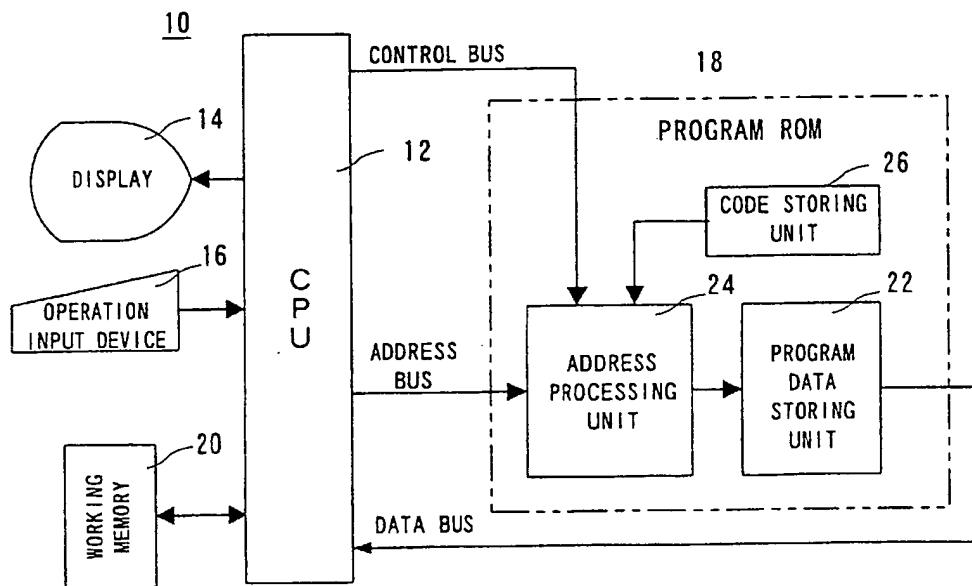 10
CONTROL BUS
18
14
12
PROGRAM ROM
DISPLAY
26
CODE STORING
UNIT
16
CPU
24
22
OPERATION
INPUT DEVICE
ADDRESS
BUS
ADDRESS
PROCESSING
UNIT
PROGRAM
DATA
STORING
UNIT
20
WORKING
MEMORY
DATA BUS